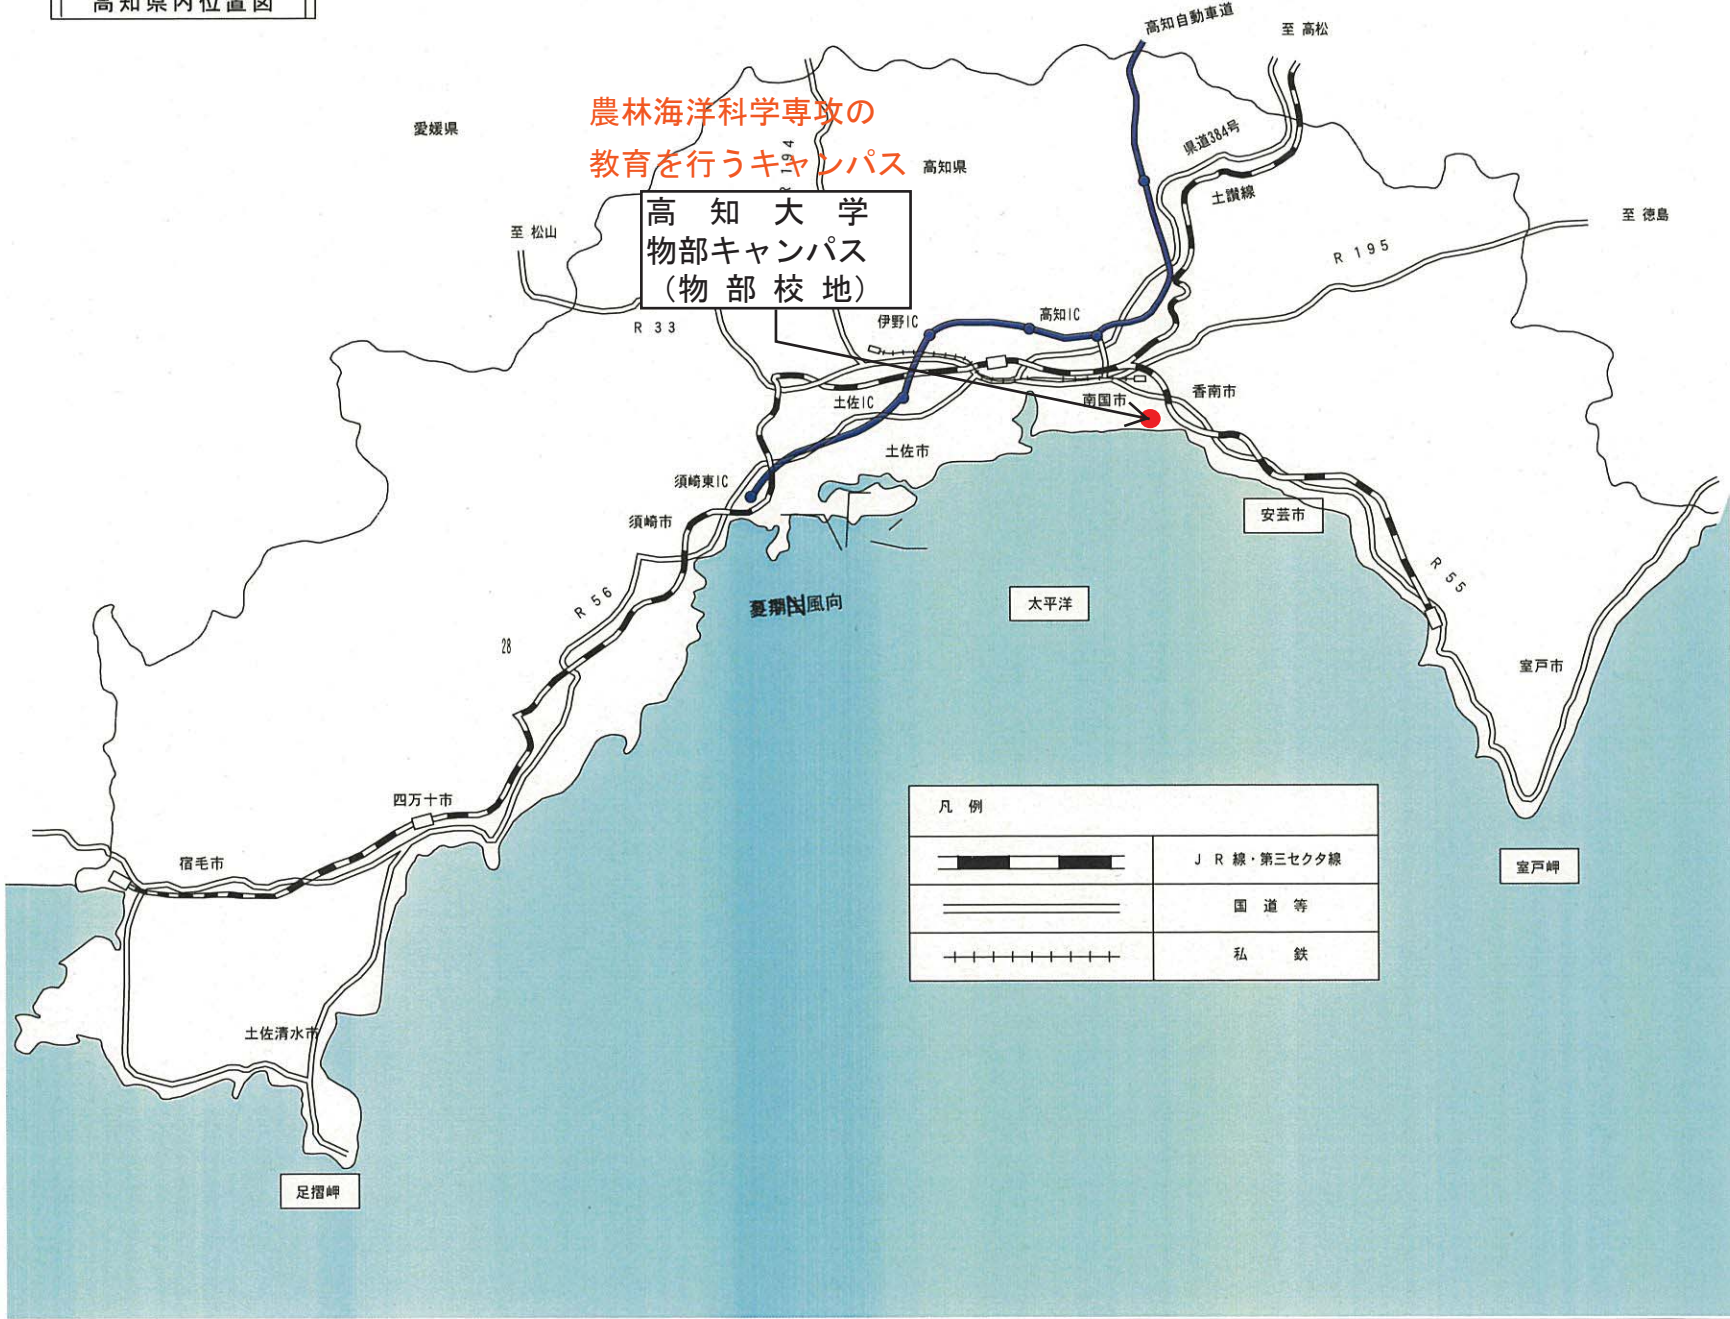 高知県内位置図
高知自動車道
至 高松
農林海洋科学専攻の
愛媛県
県道384号
R 194
教育を行うキャンパス
高知県
土讃線
高知大学
至 徳島
至 松山
物部キャンパス
R 195
(物部校地)
高知IC
伊野IC
R 33
香南市
南国市
土佐IC
土佐市
須崎東IC
須崎市
安芸市
R 55
R 56
太平洋
風向
28
室戸市
四万十市
凡 例
宿毛市
J R 線・第三セクタ線
室戸岬
国 道 等
私 鉄
土佐清水市
足摺岬